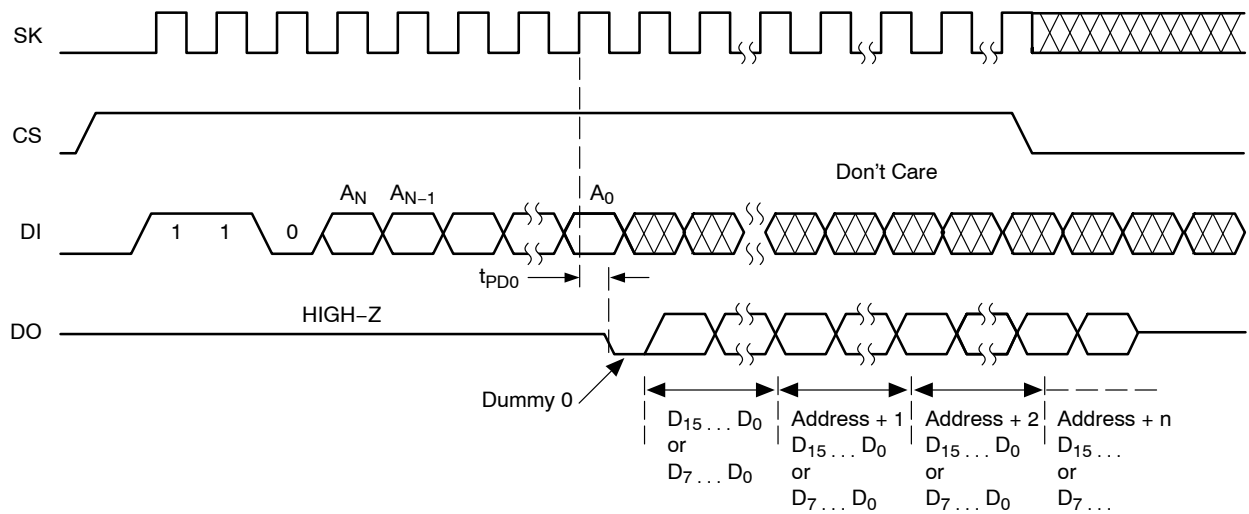 SK
CS
Don't Care
A_N A_N–1 A_0
DI
1 1 0
t_PD0
HIGH–Z
DO
Dummy 0
D_15 . . . D_0
or
D_7 . . . D_0
Address + 1
D_15 . . . D_0
or
D_7 . . . D_0
Address + 2
D_15 . . . D_0
or
D_7 . . . D_0
Address + n
D_15 . . .
or
D_7 . . .